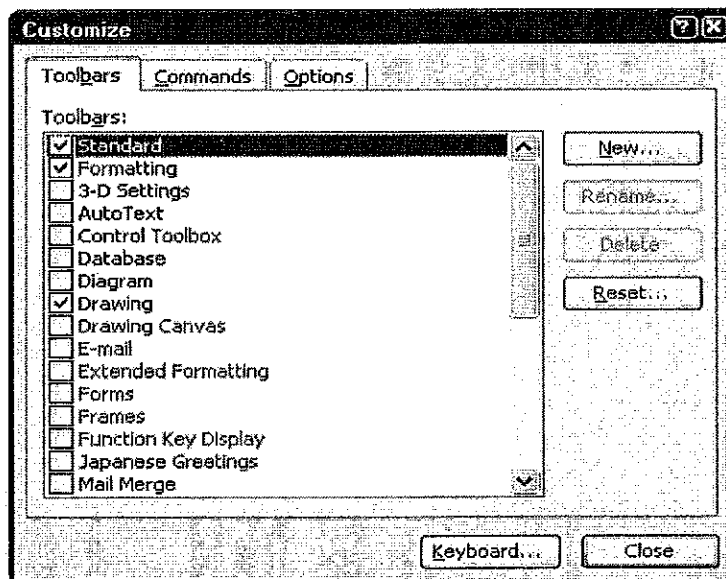 Customize
Toolbars Commands Options
Toolbars:
Standard
Formatting
3-D Settings
AutoText
Control Toolbox
Database
Diagram
Drawing
Drawing Canvas
E-mail
Extended Formatting
Forms
Frames
Function Key Display
Japanese Greetings
Mail Merge
New...
Rename...
Delete
Reset...
Keyboard... Close